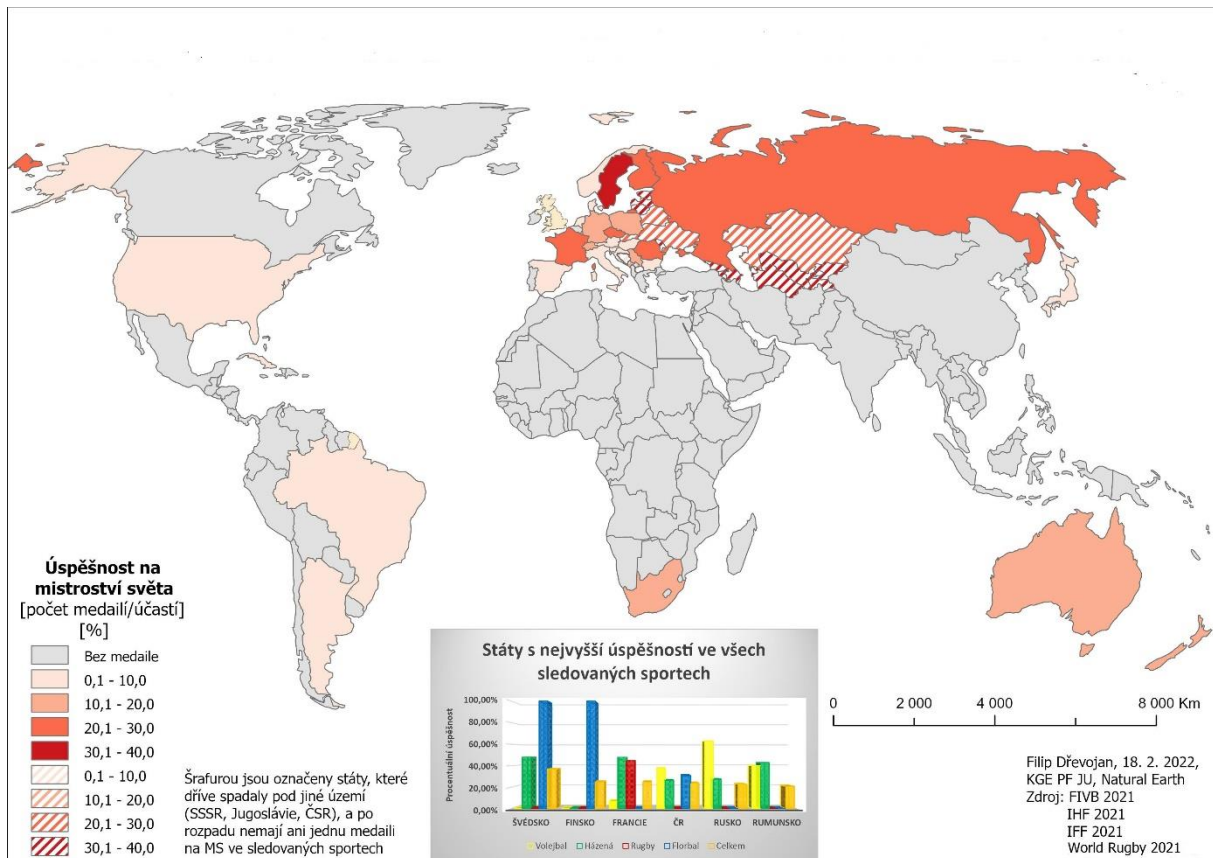 Úspěšnost na
mistroství světa
[počet medailí/účastí]
[%]
Bez medaile
0,1 - 10,0
10,1 - 20,0
20,1 - 30,0
30,1 - 40,0
0,1 - 10,0
10,1 - 20,0
20,1 - 30,0
30,1 - 40,0
Šrafurou jsou označeny státy, které
dříve spadaly pod jiné území
(SSSR, Jugoslávie, ČSR), a po
rozpadu nemají ani jednu medaili
na MS ve sledovaných sportech
Státy s nejvyšší úspěšností ve všech
sledovaných sportech
Procentuální úspěšnost
100,00%
80,00%
60,00%
40,00%
20,00%
0,00%
ŠVÉDSKO FINSKO FRANCIE ČR RUSKO RUMUNSKO
Volejbal Házená Rugby Florbal Celkem
0 2 000 4 000 8 000 Km
Filip Dřevojan, 18. 2. 2022,
KGE PF JU, Natural Earth
Zdroj: FIVB 2021
IHF 2021
IFF 2021
World Rugby 2021